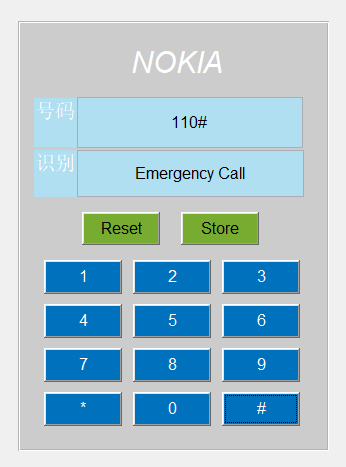 NOKIA
号码 110#
识别 Emergency Call
Reset Store
1 2 3
4 5 6
7 8 9
* 0 #